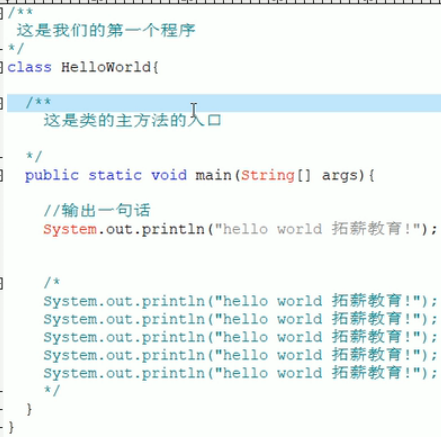 /**
 这是我们的第一个程序
*/
class HelloWorld{
  /**
    这是类的主方法的入口
  */
  public static void main(String[] args){
    //输出一句话
    System.out.println("hello world 拓薪教育!");
    /*
    System.out.println("hello world 拓薪教育!");
    System.out.println("hello world 拓薪教育!");
    System.out.println("hello world 拓薪教育!");
    System.out.println("hello world 拓薪教育!");
    System.out.println("hello world 拓薪教育!");
    */
  }
}